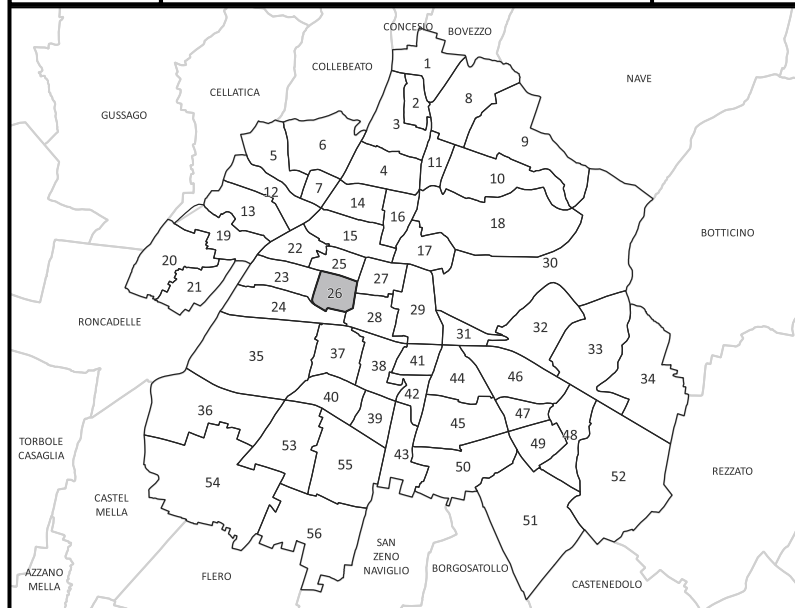 CONCESIO
BOVEZZO
1
COLLEBEATO
NAVE
CELLATICA
8
2
GUSSAGO
3
9
6
5
11
4
10
7
12
14
13
16
18
BOTTICINO
19
15
22
17
20
25
30
23
27
21
26
24
29
28
RONCADELLE
32
31
33
35
37
41
38
46
44
34
42
40
36
47
39
45
48
53
49
TORBOLE
CASAGLIA
43
55
50
REZZATO
52
54
CASTEL
MELLA
51
56
SAN
ZENO
NAVIGLIO
BORGOSATOLLO
AZZANO
MELLA
FLERO
CASTENEDOLO